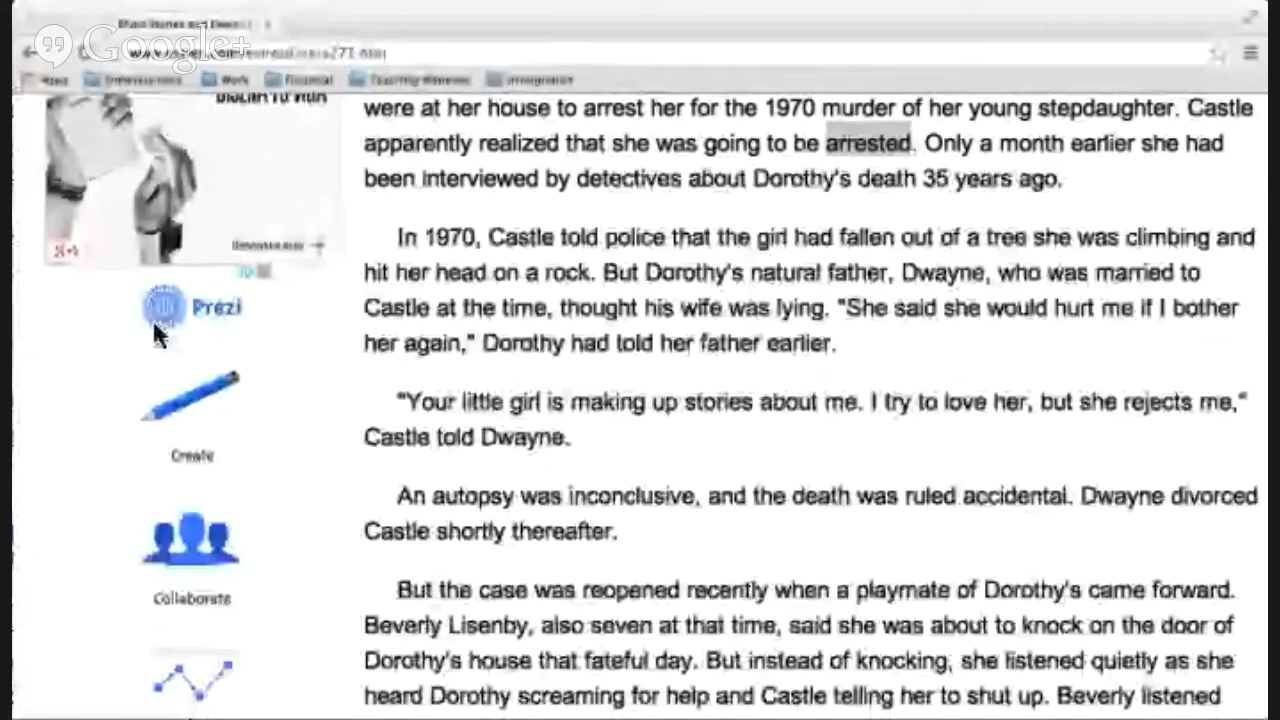 Google+
Work
Financial
were at her house to arrest her for the 1970 murder of her young stepdaughter. Castle
apparently realized that she was going to be arrested. Only a month earlier she had
been interviewed by detectives about Dorothy's death 35 years ago.
In 1970, Castle told police that the girl had fallen out of a tree she was climbing and
hit her head on a rock. But Dorothy's natural father, Dwayne, who was married to
Castle at the time, thought his wife was lying. "She said she would hurt me if I bother
her again," Dorothy had told her father earlier.
"Your little girl is making up stories about me. I try to love her, but she rejects me,"
Castle told Dwayne.
An autopsy was inconclusive, and the death was ruled accidental. Dwayne divorced
Castle shortly thereafter.
But the case was reopened recently when a playmate of Dorothy's came forward.
Beverly Lisenby, also seven at that time, said she was about to knock on the door of
Dorothy's house that fateful day. But instead of knocking, she listened quietly as she
heard Dorothy screaming for help and Castle telling her to shut up. Beverly listened
Prezi
Create
Collaborate